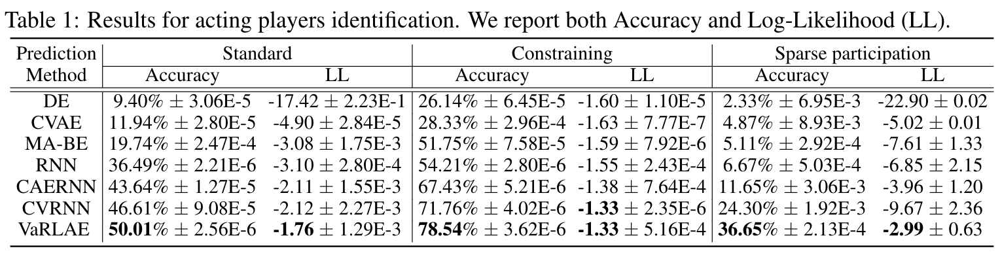 Table 1: Results for acting players identification. We report both Accuracy and Log-Likelihood (LL).
Prediction Standard Constraining Sparse participation
Method Accuracy LL Accuracy LL Accuracy LL
DE 9.40% ± 3.06E-5 -17.42 ± 2.23E-1 26.14% ± 6.45E-5 -1.60 ± 1.10E-5 2.33% ± 6.95E-3 -22.90 ± 0.02
CVAE 11.94% ± 2.80E-5 -4.90 ± 2.84E-5 28.33% ± 2.96E-4 -1.63 ± 7.77E-7 4.87% ± 8.93E-3 -5.02 ± 0.01
MA-BE 19.74% ± 2.47E-4 -3.08 ± 1.75E-3 51.75% ± 7.58E-5 -1.59 ± 7.92E-6 5.11% ± 2.92E-4 -7.61 ± 1.33
RNN 36.49% ± 2.21E-6 -3.10 ± 2.80E-4 54.21% ± 2.80E-6 -1.55 ± 2.43E-4 6.67% ± 5.03E-4 -6.85 ± 2.15
CAERNN 43.64% ± 1.27E-5 -2.11 ± 1.55E-3 67.43% ± 5.21E-6 -1.38 ± 7.64E-4 11.65% ± 3.06E-3 -3.96 ± 1.20
CVRNN 46.61% ± 9.08E-5 -2.12 ± 2.27E-3 71.76% ± 4.02E-6 -1.33 ± 2.35E-6 24.30% ± 1.92E-3 -9.67 ± 2.36
VaRLAE 50.01% ± 2.56E-6 -1.76 ± 1.29E-3 78.54% ± 3.62E-6 -1.33 ± 5.16E-4 36.65% ± 2.13E-4 -2.99 ± 0.63